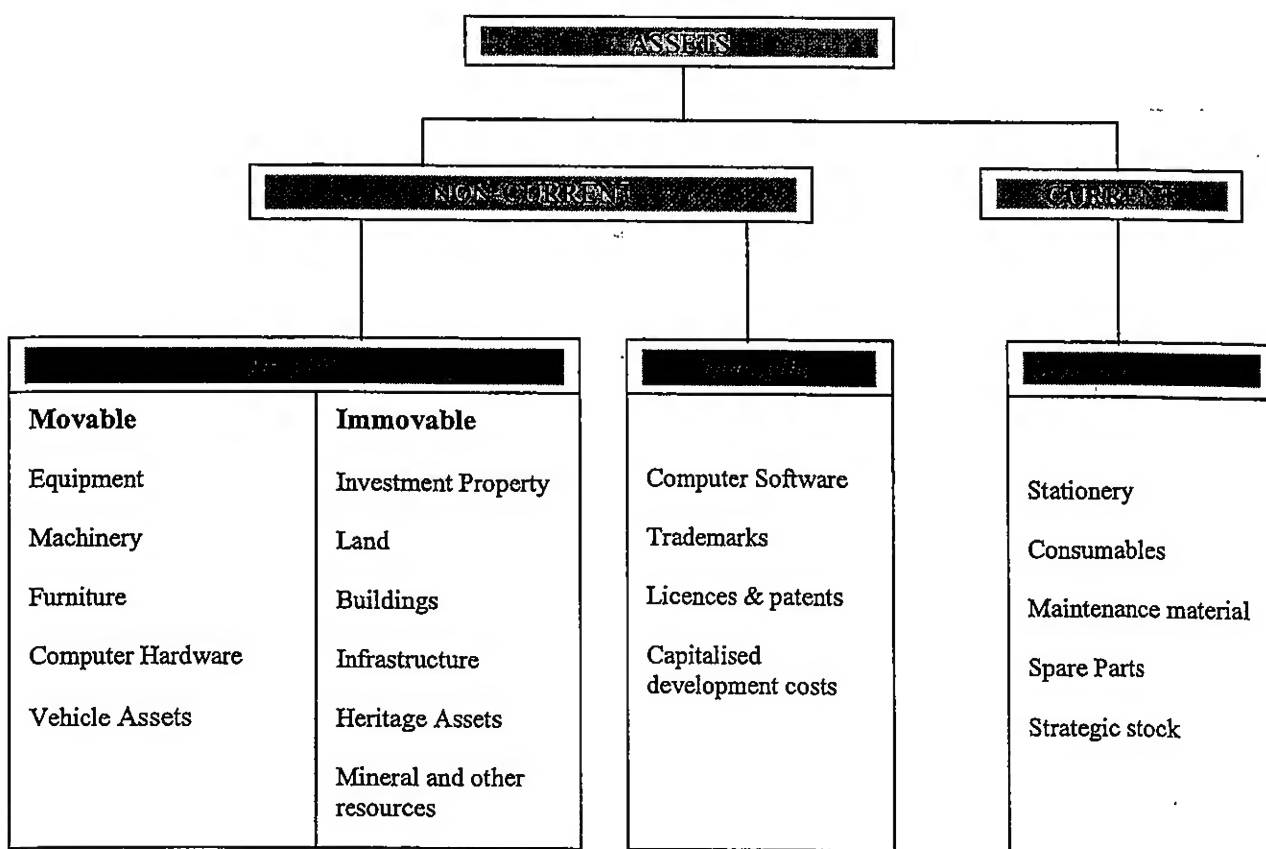 ASSETS
NON-CURRENT
CURRENT
Intangible
Movable
Equipment
Machinery
Furniture
Computer Hardware
Vehicle Assets
Immovable
Investment Property
Land
Buildings
Infrastructure
Heritage Assets
Mineral and other
resources
Computer Software
Trademarks
Licences & patents
Capitalised
development costs
Stationery
Consumables
Maintenance material
Spare Parts
Strategic stock